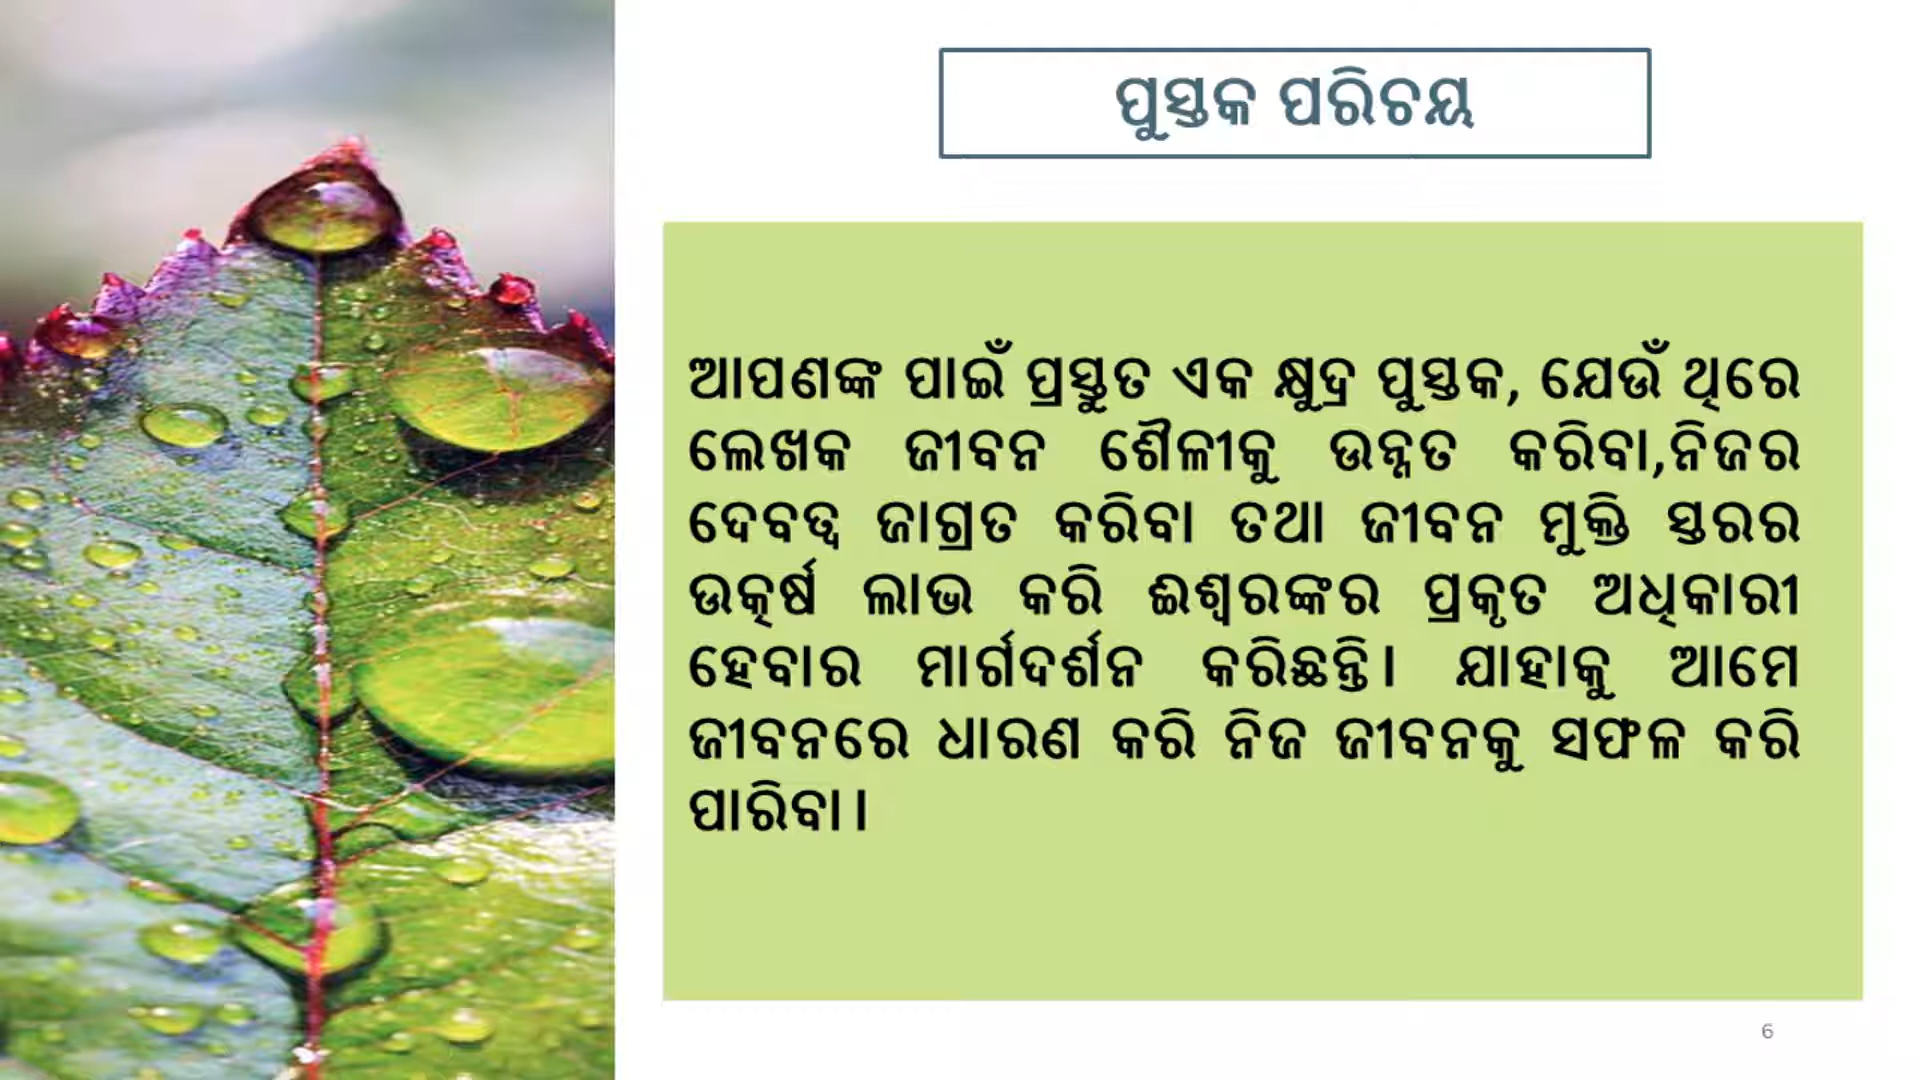 ପୁସ୍ତକ ପରିଚୟ
ଆପଣଙ୍କ ପାଇଁ ପ୍ରସ୍ତୁତ ଏକ କ୍ଷୁଦ୍ର ପୁସ୍ତକ, ଯେଉଁ ଥିରେ
ଲେଖକ ଜୀବନ ଶୈଳୀକୁ ଉନ୍ନତ କରିବା,ନିଜର
ଦେବତ୍ୱ ଜାଗ୍ରତ କରିବା ତଥା ଜୀବନ ମୁକ୍ତି ସ୍ତରର
ଉତ୍କର୍ଷ ଲାଭ କରି ଈଶ୍ୱରଙ୍କର ପ୍ରକୃତ ଅଧିକାରୀ
ହେବାର ମାର୍ଗଦର୍ଶନ କରିଛନ୍ତି। ଯାହାକୁ ଆମେ
ଜୀବନରେ ଧାରଣ କରି ନିଜ ଜୀବନକୁ ସଫଳ କରି
ପାରିବା।
6